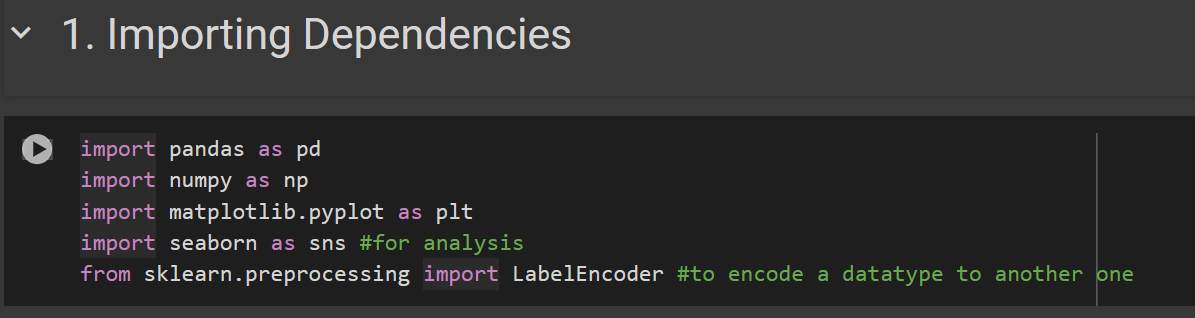 1. Importing Dependencies
import pandas as pd
import numpy as np
import matplotlib.pyplot as plt
import seaborn as sns #for analysis
from sklearn.preprocessing import LabelEncoder #to encode a datatype to another one